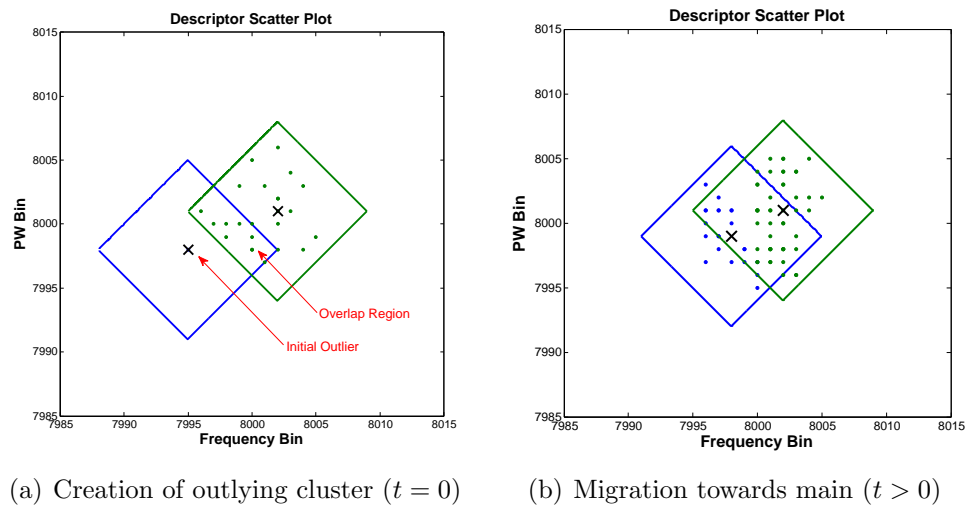 Descriptor Scatter Plot
8015
8010
8005
8000
7995
7990
7985
PW Bin
7985 7990 7995 8000 8005 8010 8015
Frequency Bin
Overlap Region
Initial Outlier
(a) Creation of outlying cluster (t = 0)
Descriptor Scatter Plot
8015
8010
8005
8000
7995
7990
7985
PW Bin
7985 7990 7995 8000 8005 8010 8015
Frequency Bin
(b) Migration towards main (t > 0)